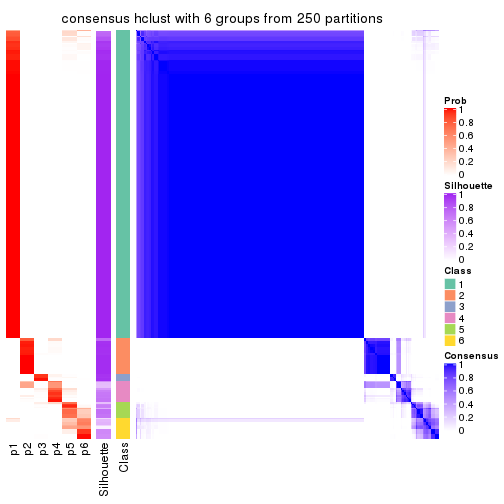 consensus hclust with 6 groups from 250 partitions
Prob
1
0.8
0.6
0.4
0.2
0
Silhouette
1
0.8
0.6
0.4
0.2
0
Class
1
2
3
4
5
6
Consensus
1
0.8
0.6
0.4
0.2
0
p1
p2
p3
p4
p5
p6
Silhouette
Class